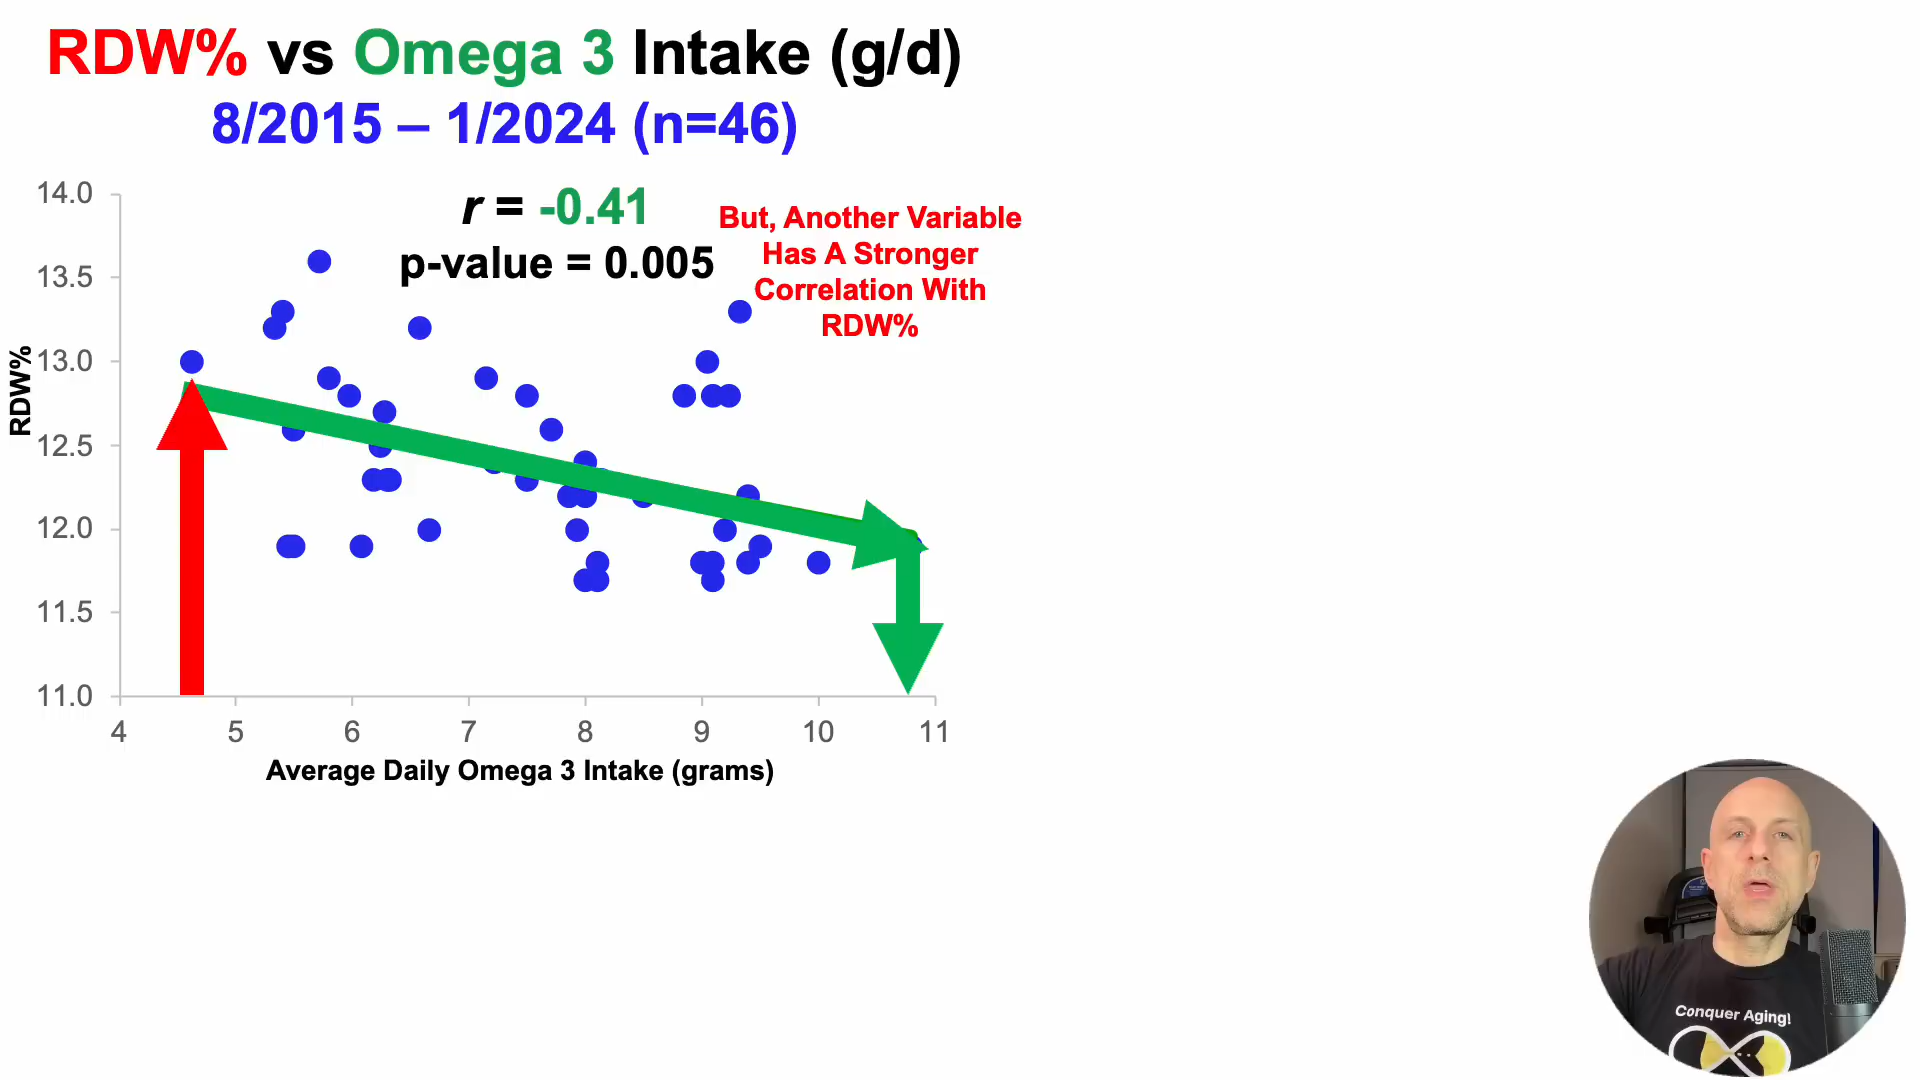 RDW% vs Omega 3 Intake (g/d)
8/2015 – 1/2024 (n=46)
r = -0.41
p-value = 0.005
But, Another Variable
Has A Stronger
Correlation With
RDW%
RDW%
14.0
13.5
13.0
12.5
12.0
11.5
11.0
4 5 6 7 8 9 10 11
Average Daily Omega 3 Intake (grams)
Conquer Aging!